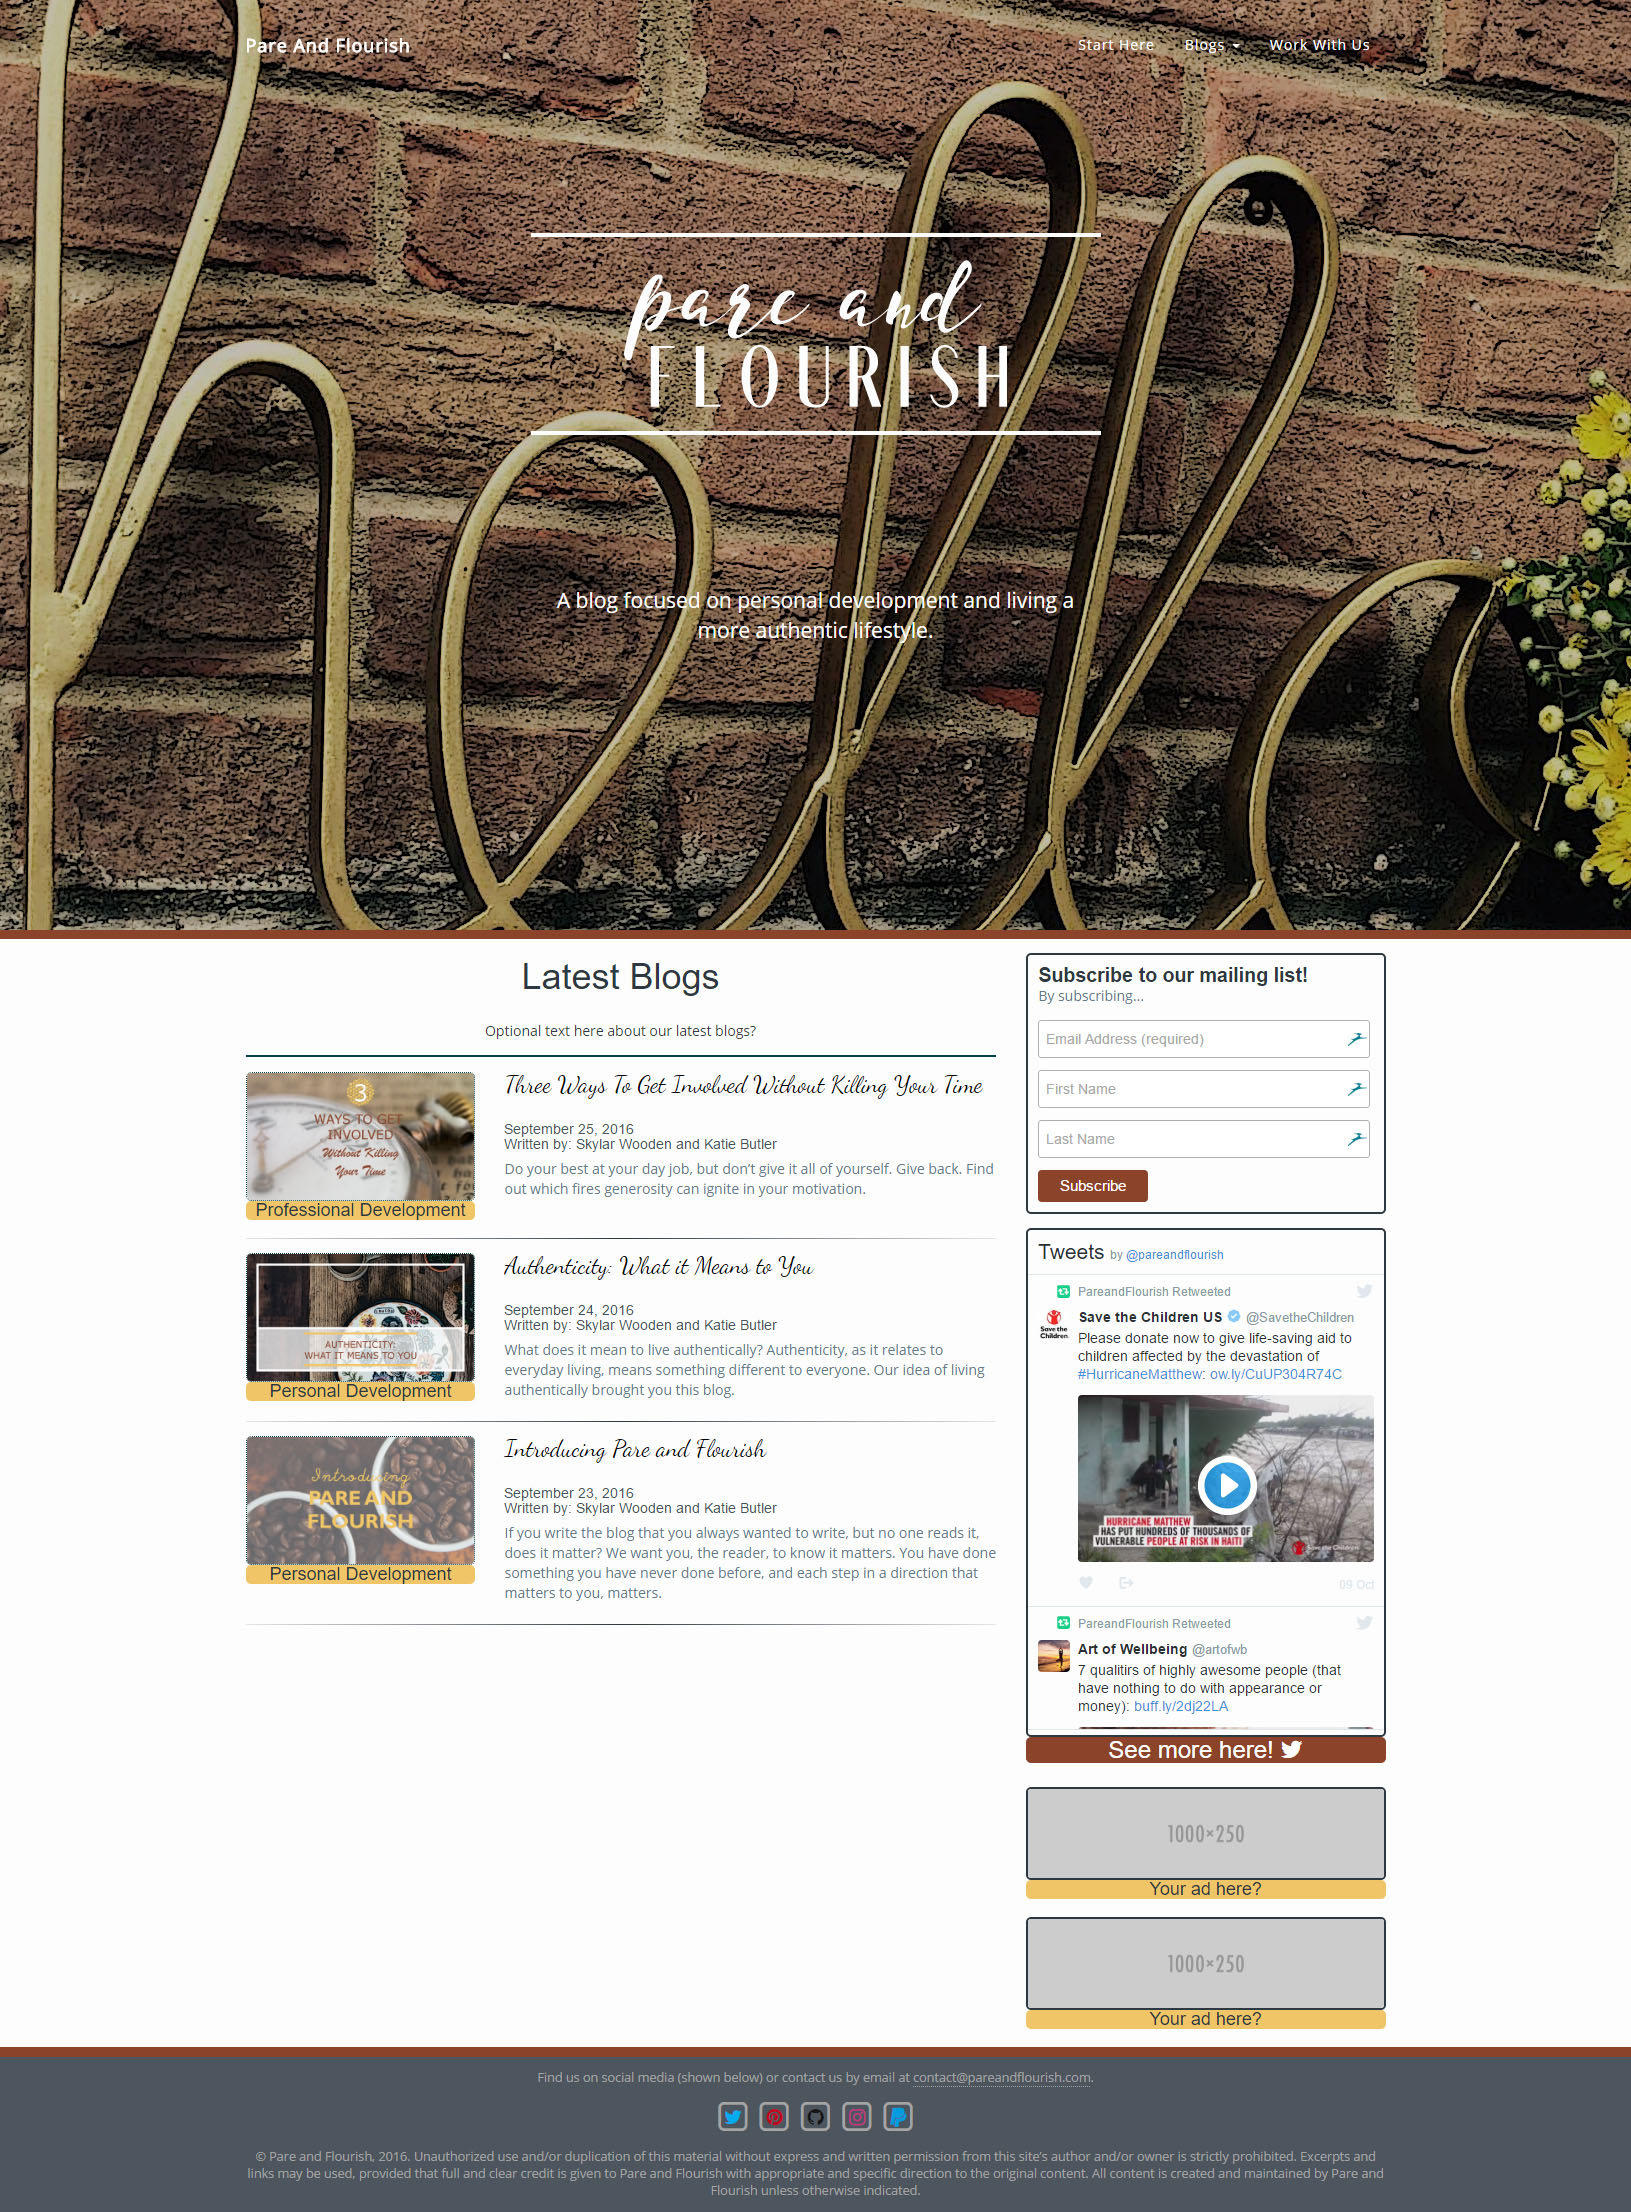 Pare And Flourish
Start Here Blogs Work With Us
hello
pare and
FLOURISH
A blog focused on personal development and living a
more authentic lifestyle.
Latest Blogs
Optional text here about our latest blogs?
3
WAYS TO GET
INVOLVED
Without Killing
Your Time
Professional Development
Three Ways To Get Involved Without Killing Your Time
September 25, 2016
Written by: Skylar Wooden and Katie Butler
Do your best at your day job, but don’t give it all of yourself. Give back. Find
out which fires generosity can ignite in your motivation.
AUTHENTICITY:
WHAT IT MEANS TO YOU
Personal Development
Authenticity: What it Means to You
September 24, 2016
Written by: Skylar Wooden and Katie Butler
What does it mean to live authentically? Authenticity, as it relates to
everyday living, means something different to everyone. Our idea of living
authentically brought you this blog.
Introducing
PARE AND
FLOURISH
Personal Development
Introducing Pare and Flourish
September 23, 2016
Written by: Skylar Wooden and Katie Butler
If you write the blog that you always wanted to write, but no one reads it,
does it matter? We want you, the reader, to know it matters. You have done
something you have never done before, and each step in a direction that
matters to you, matters.
Subscribe to our mailing list!
By subscribing...
Email Address (required)
First Name
Last Name
Subscribe
Tweets by @pareandflourish
PareandFlourish Retweeted
Save the Children US @SavetheChildren
Save the
Children.
Please donate now to give life-saving aid to
children affected by the devastation of
#HurricaneMatthew: ow.ly/CuUP304R74C
HURRICANE MATTHEW
HAS PUT HUNDREDS OF THOUSANDS OF
VULNERABLE PEOPLE AT RISK IN HAITI
Save the Children.
09 Oct
PareandFlourish Retweeted
Art of Wellbeing @artofwb
7 qualitirs of highly awesome people (that
have nothing to do with appearance or
money): buff.ly/2dj22LA
See more here!
1000×250
Your ad here?
1000×250
Your ad here?
Find us on social media (shown below) or contact us by email at contact@pareandflourish.com.
© Pare and Flourish, 2016. Unauthorized use and/or duplication of this material without express and written permission from this site’s author and/or owner is strictly prohibited. Excerpts and
links may be used, provided that full and clear credit is given to Pare and Flourish with appropriate and specific direction to the original content. All content is created and maintained by Pare and
Flourish unless otherwise indicated.